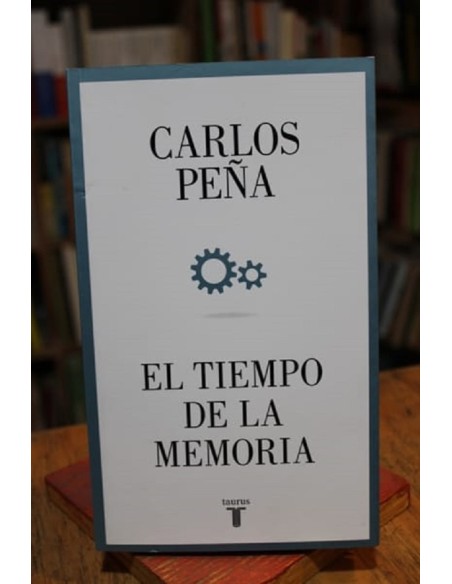 CARLOS
PEÑA
EL TIEMPO
DE LA
MEMORIA
taurus